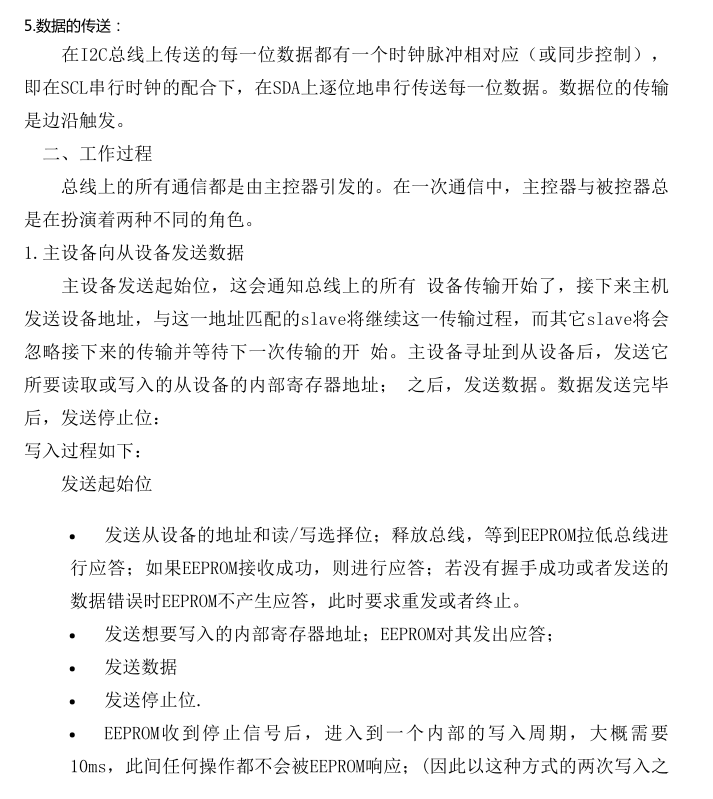 5.数据的传送：
在I2C总线上传送的每一位数据都有一个时钟脉冲相对应（或同步控制），
即在SCL串行时钟的配合下，在SDA上逐位地串行传送每一位数据。数据位的传输
是边沿触发。
二、工作过程
总线上的所有通信都是由主控器引发的。在一次通信中，主控器与被控器总
是在扮演着两种不同的角色。
1.主设备向从设备发送数据
主设备发送起始位，这会通知总线上的所有 设备传输开始了，接下来主机
发送设备地址，与这一地址匹配的slave将继续这一传输过程，而其它slave将会
忽略接下来的传输并等待下一次传输的开 始。主设备寻址到从设备后，发送它
所要读取或写入的从设备的内部寄存器地址； 之后，发送数据。数据发送完毕
后，发送停止位：
写入过程如下：
发送起始位
• 发送从设备的地址和读/写选择位；释放总线，等到EEPROM拉低总线进
行应答；如果EEPROM接收成功，则进行应答；若没有握手成功或者发送的
数据错误时EEPROM不产生应答，此时要求重发或者终止。
• 发送想要写入的内部寄存器地址；EEPROM对其发出应答；
• 发送数据
• 发送停止位.
• EEPROM收到停止信号后，进入到一个内部的写入周期，大概需要
10ms，此间任何操作都不会被EEPROM响应；(因此以这种方式的两次写入之